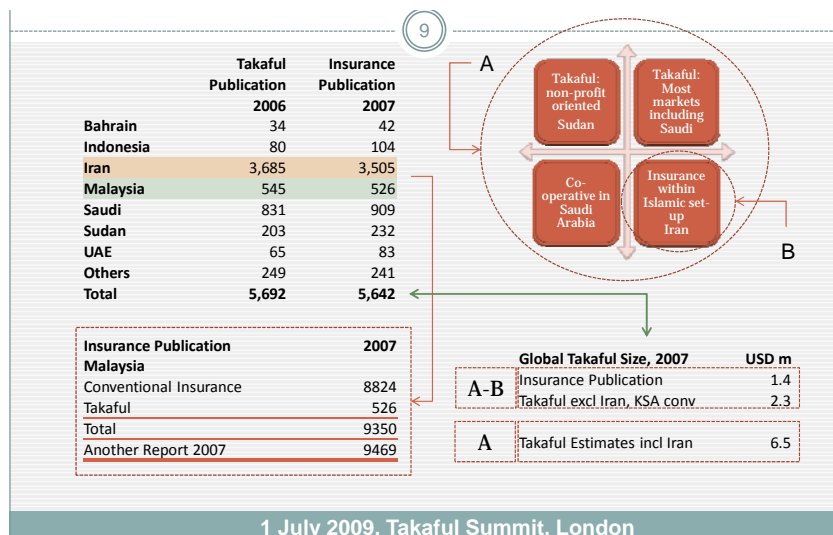 9
Takaful Insurance
Publication Publication
2006 2007
Bahrain 34 42
Indonesia 80 104
Iran 3,685 3,505
Malaysia 545 526
Saudi 831 909
Sudan 203 232
UAE 65 83
Others 249 241
Total 5,692 5,642
A
Takaful:
non-profit
oriented
Sudan
Takaful:
Most
markets
including
Saudi
Co-
operative in
Saudi
Arabia
Insurance
within
Islamic set-
up
Iran
B
Insurance Publication 2007
Malaysia
Conventional Insurance 8824
Takaful 526
Total 9350
Another Report 2007 9469
Global Takaful Size, 2007 USD m
A-B
Insurance Publication 1.4
Takaful excl Iran, KSA conv 2.3
A
Takaful Estimates incl Iran 6.5
1 July 2009, Takaful Summit, London